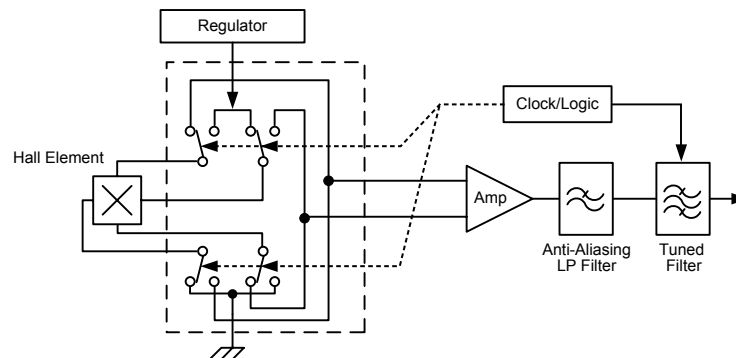 Regulator
Clock/Logic
Hall Element
Amp
Anti-Aliasing
LP Filter
Tuned
Filter